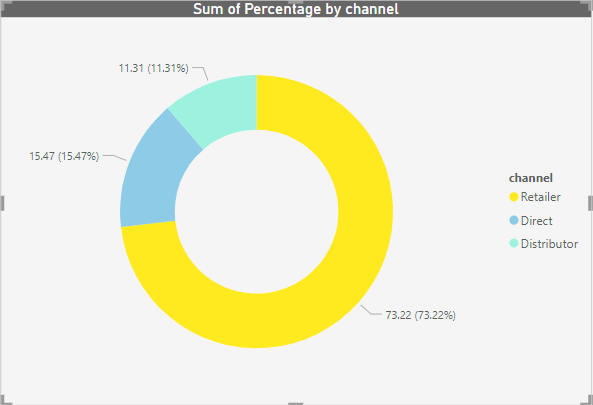 Sum of Percentage by channel
11.31 (11.31%)
15.47 (15.47%)
73.22 (73.22%)
channel
Retailer
Direct
Distributor